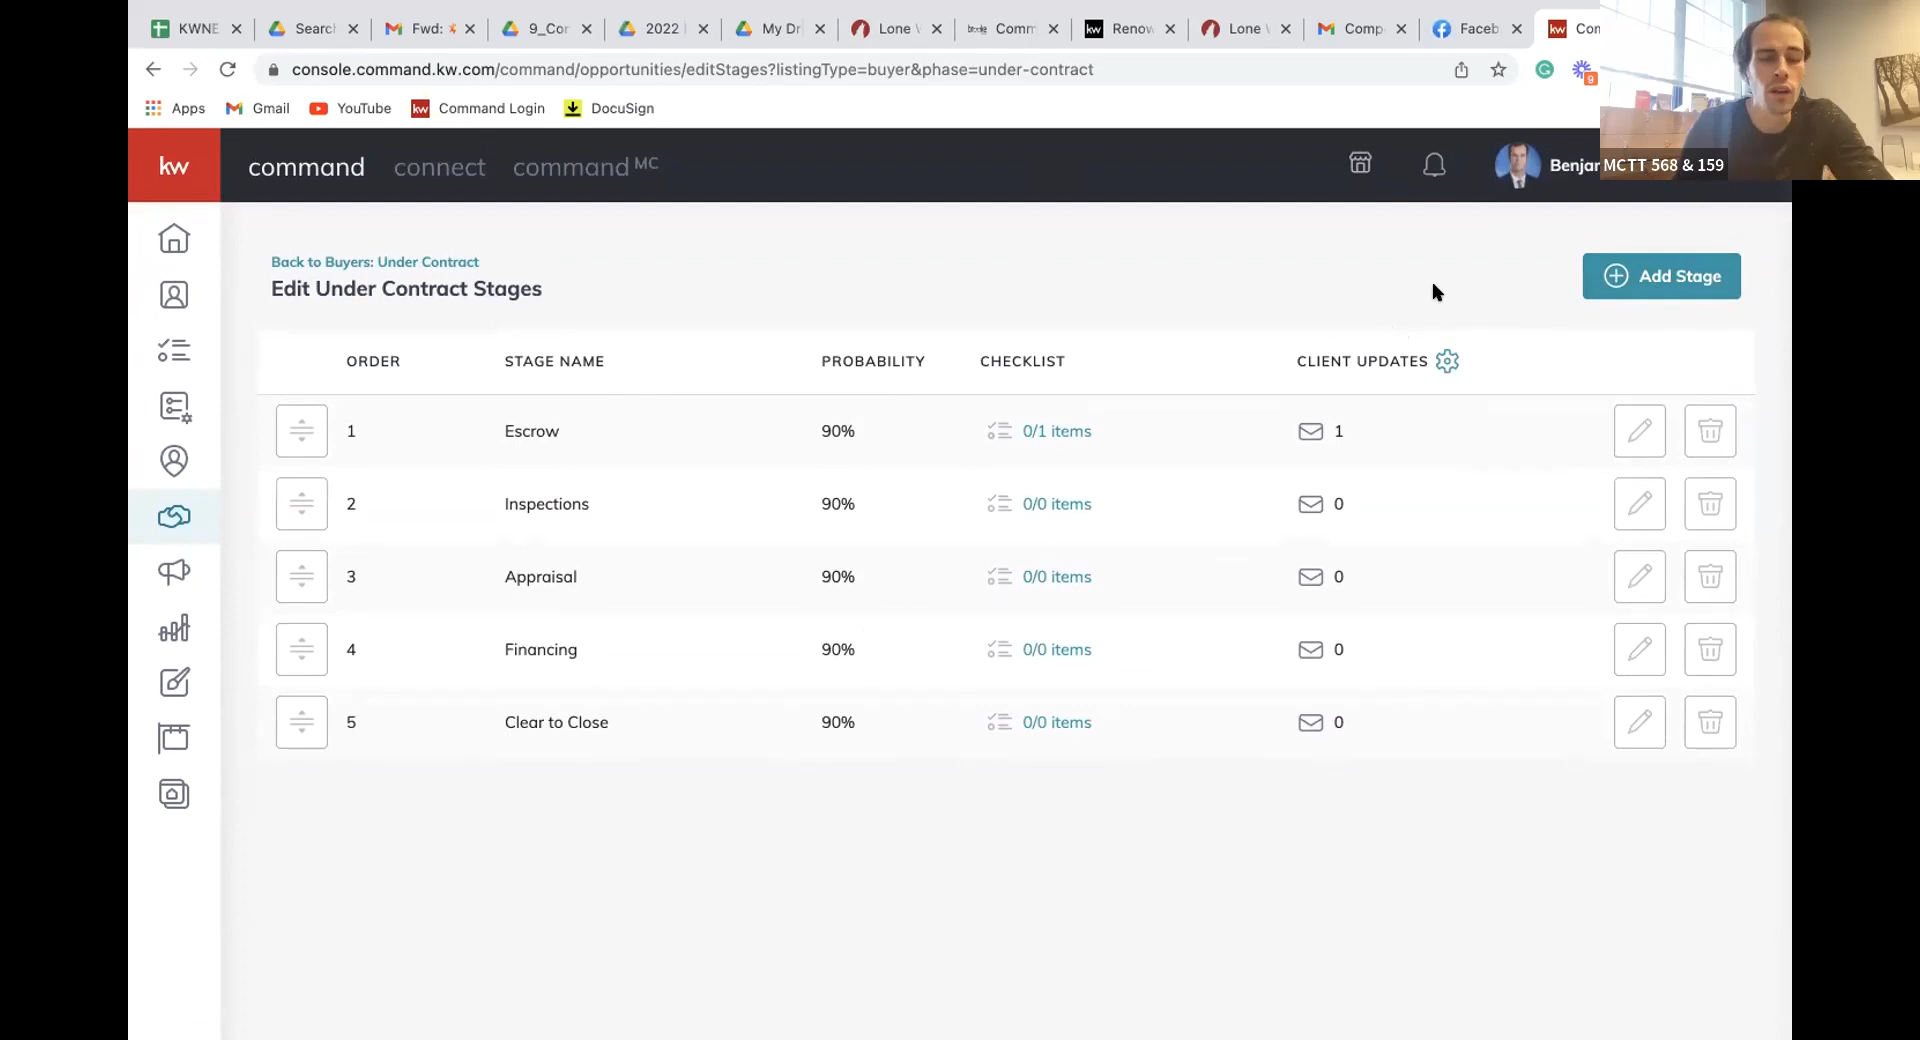 KWNE
Searcl
Fwd:
9_Cor
2022
My Dr
Lone
Comm
Renov
Lone
Comp
Faceb
Con
console.command.kw.com/command/opportunities/editStages?listingType=buyer&phase=under-contract
9
Apps
Gmail
YouTube
kw
Command Login
DocuSign
kw
command
connect
command MC
Benjar
MCTT 568 & 159
Back to Buyers: Under Contract
Edit Under Contract Stages
Add Stage
ORDER STAGE NAME PROBABILITY CHECKLIST CLIENT UPDATES
1 Escrow 90% 0/1 items 1
2 Inspections 90% 0/0 items 0
3 Appraisal 90% 0/0 items 0
4 Financing 90% 0/0 items 0
5 Clear to Close 90% 0/0 items 0